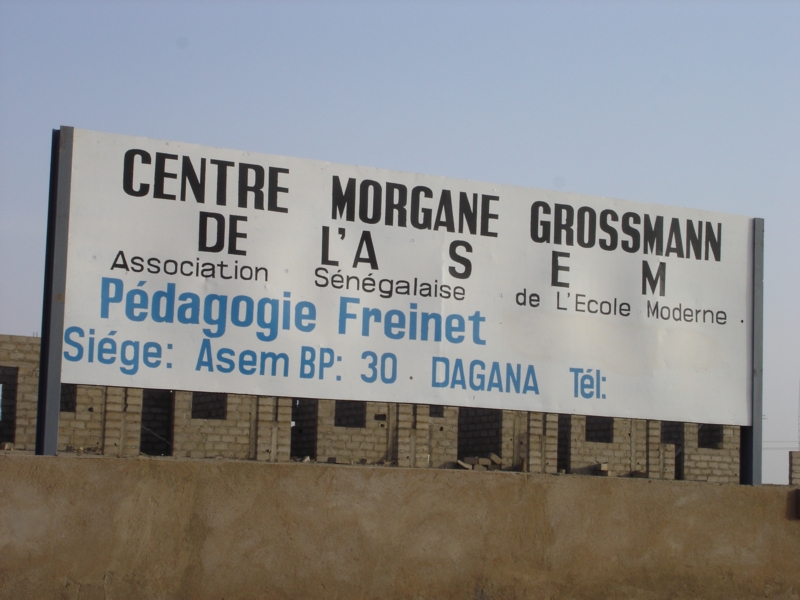 CENTRE MORGANE GROSSMANN
DE L'A S E M
Association Sénégalaise de L'Ecole Moderne.
Pédagogie Freinet
Siége: Asem BP: 30. DAGANA Tél: